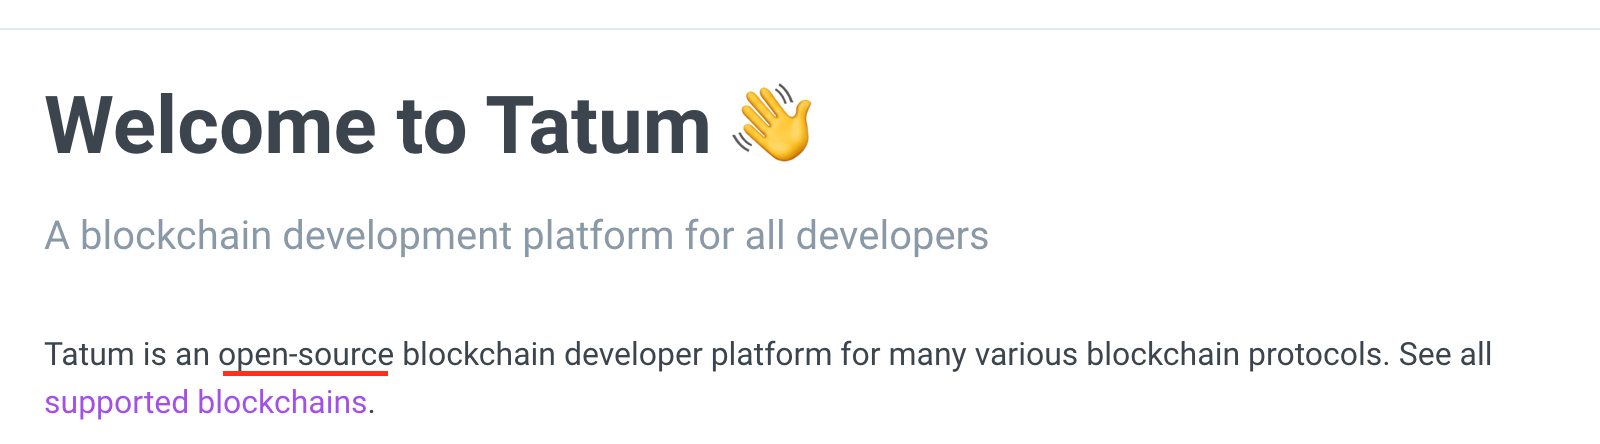 Welcome to Tatum 👋
A blockchain development platform for all developers
Tatum is an open-source blockchain developer platform for many various blockchain protocols. See all
supported blockchains.